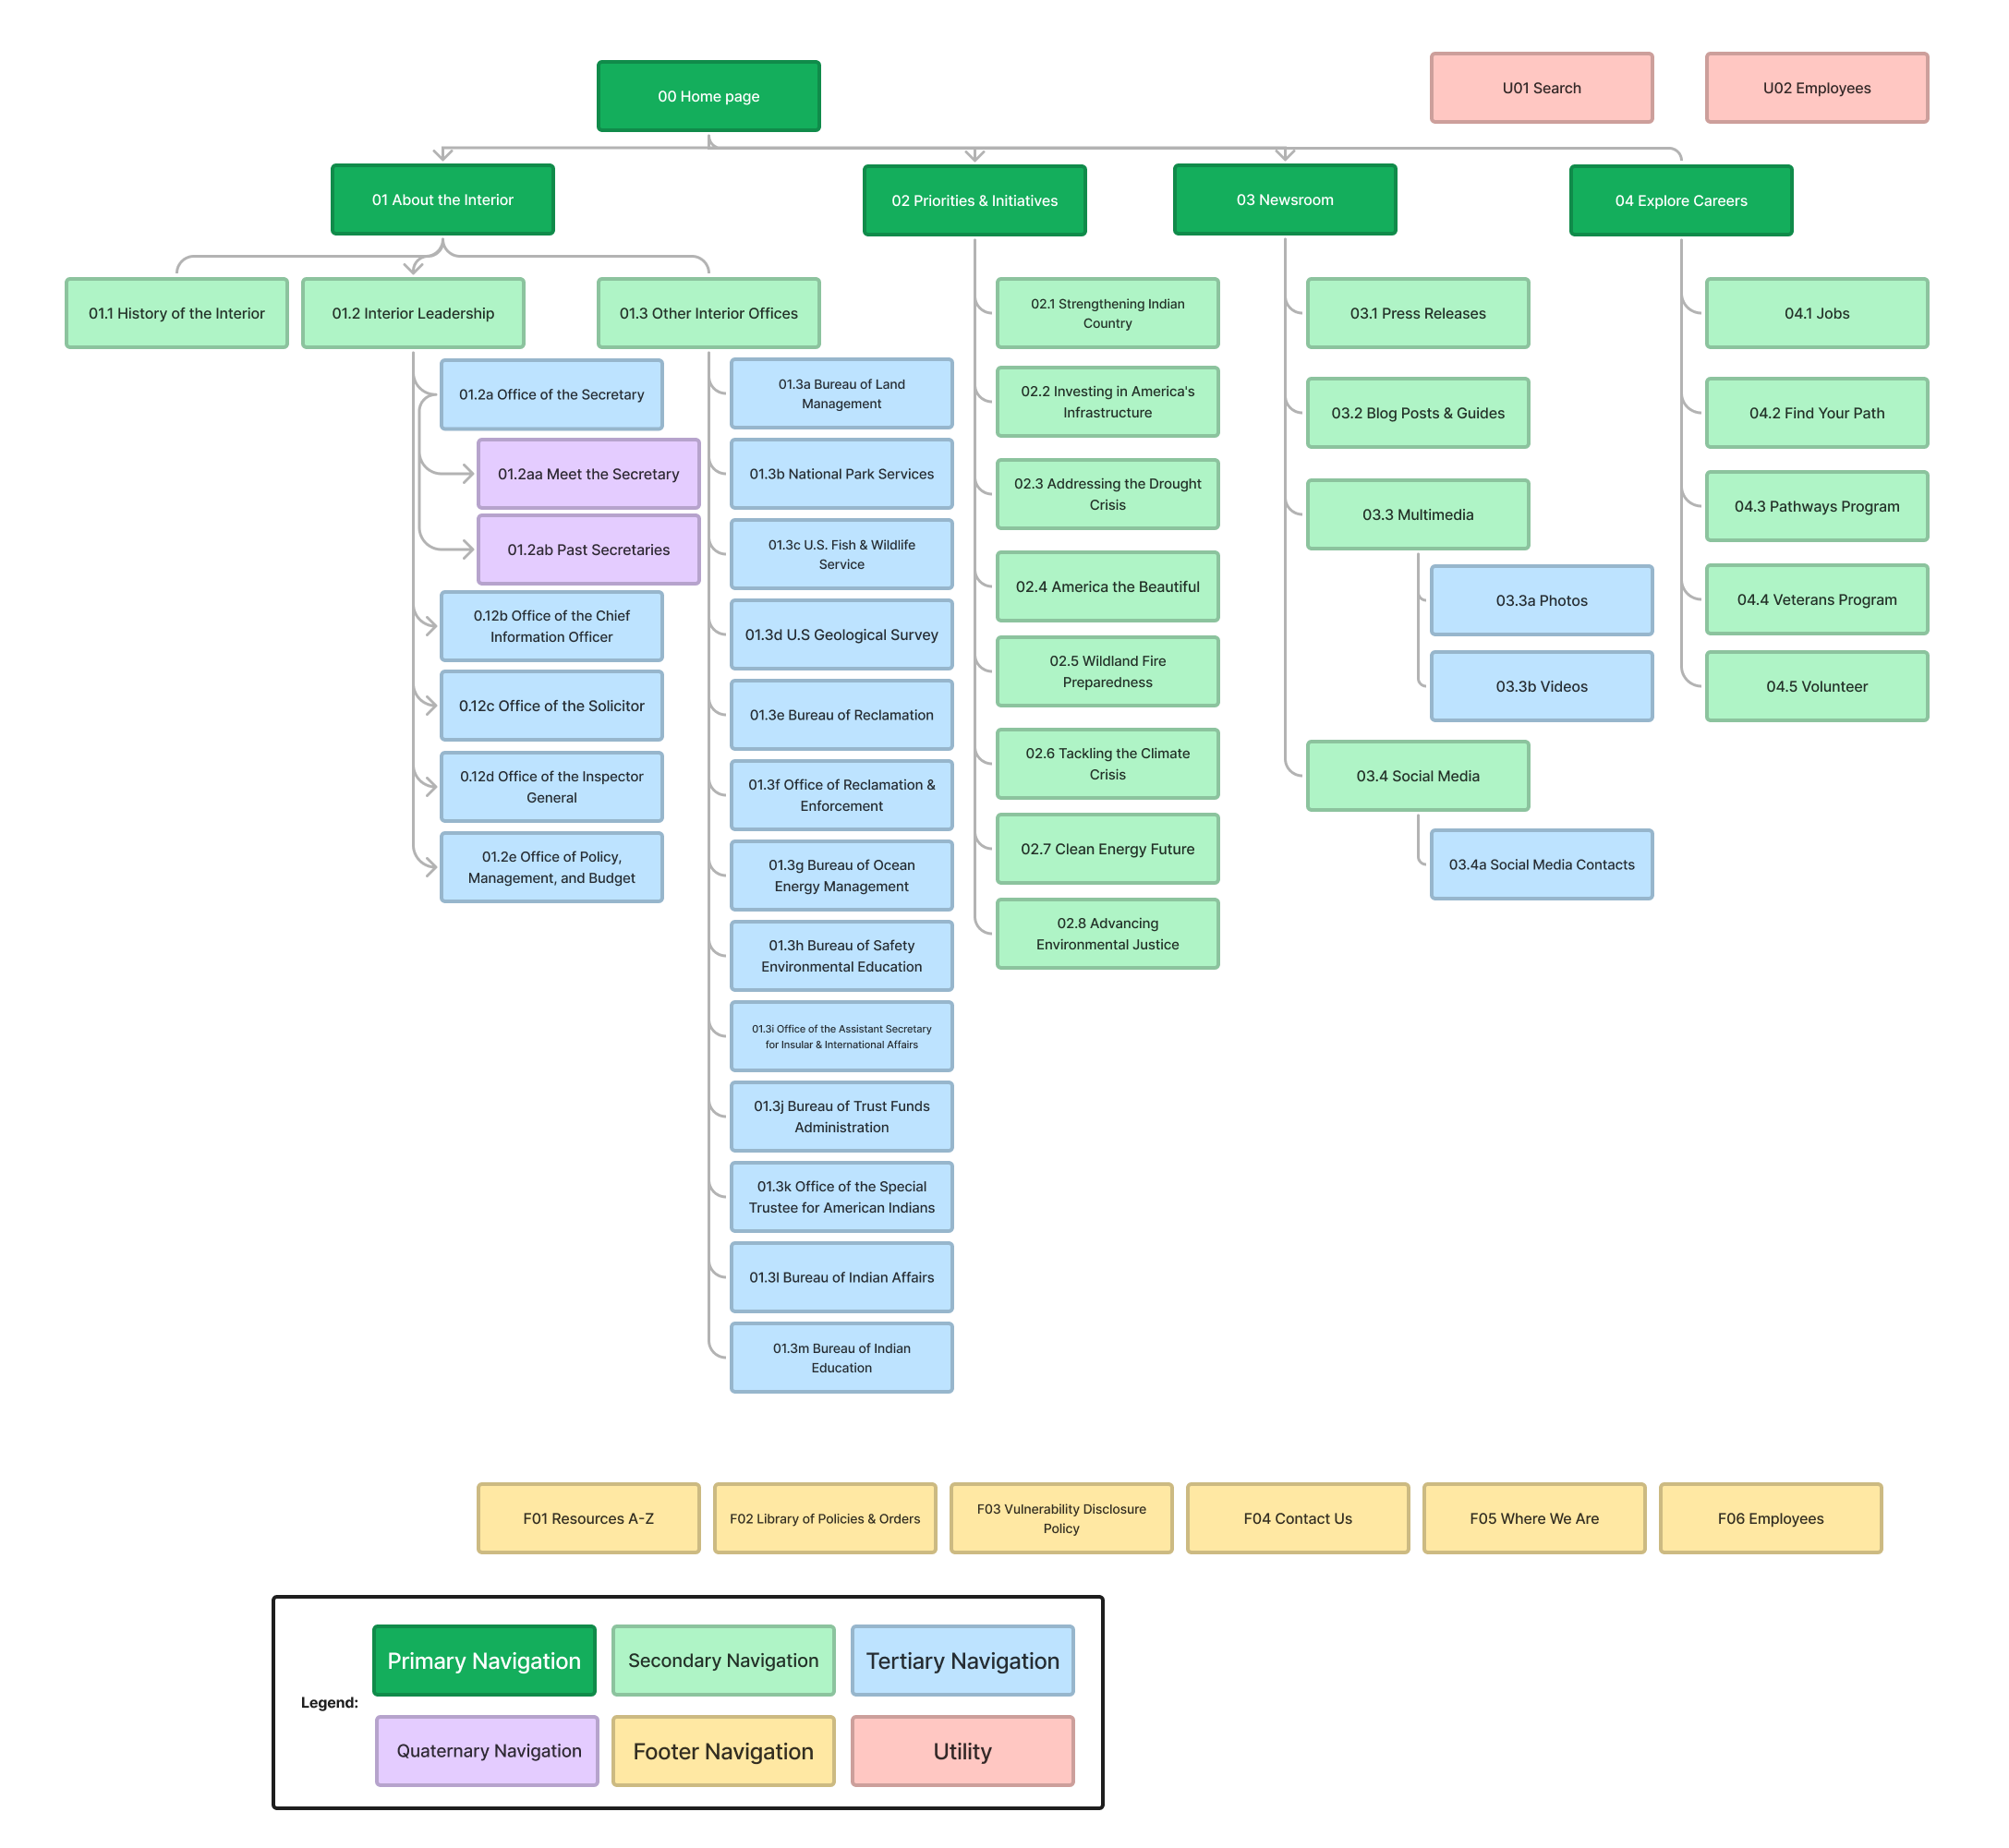 00 Home page
U01 Search
U02 Employees
01 About the Interior
02 Priorities & Initiatives
03 Newsroom
04 Explore Careers
01.1 History of the Interior
01.2 Interior Leadership
01.2a Office of the Secretary
01.2aa Meet the Secretary
01.2ab Past Secretaries
0.12b Office of the Chief
Information Officer
0.12c Office of the Solicitor
0.12d Office of the Inspector
General
01.2e Office of Policy,
Management, and Budget
01.3 Other Interior Offices
01.3a Bureau of Land
Management
01.3b National Park Services
01.3c U.S. Fish & Wildlife
Service
01.3d U.S Geological Survey
01.3e Bureau of Reclamation
01.3f Office of Reclamation &
Enforcement
01.3g Bureau of Ocean
Energy Management
01.3h Bureau of Safety
Environmental Education
01.3i Office of the Assistant Secretary
for Insular & International Affairs
01.3j Bureau of Trust Funds
Administration
01.3k Office of the Special
Trustee for American Indians
01.3l Bureau of Indian Affairs
01.3m Bureau of Indian
Education
02.1 Strengthening Indian
Country
02.2 Investing in America's
Infrastructure
02.3 Addressing the Drought
Crisis
02.4 America the Beautiful
02.5 Wildland Fire
Preparedness
02.6 Tackling the Climate
Crisis
02.7 Clean Energy Future
02.8 Advancing
Environmental Justice
03.1 Press Releases
03.2 Blog Posts & Guides
03.3 Multimedia
03.3a Photos
03.3b Videos
03.4 Social Media
03.4a Social Media Contacts
04.1 Jobs
04.2 Find Your Path
04.3 Pathways Program
04.4 Veterans Program
04.5 Volunteer
F01 Resources A-Z
F02 Library of Policies & Orders
F03 Vulnerability Disclosure
Policy
F04 Contact Us
F05 Where We Are
F06 Employees
Legend:
Primary Navigation
Secondary Navigation
Tertiary Navigation
Quaternary Navigation
Footer Navigation
Utility